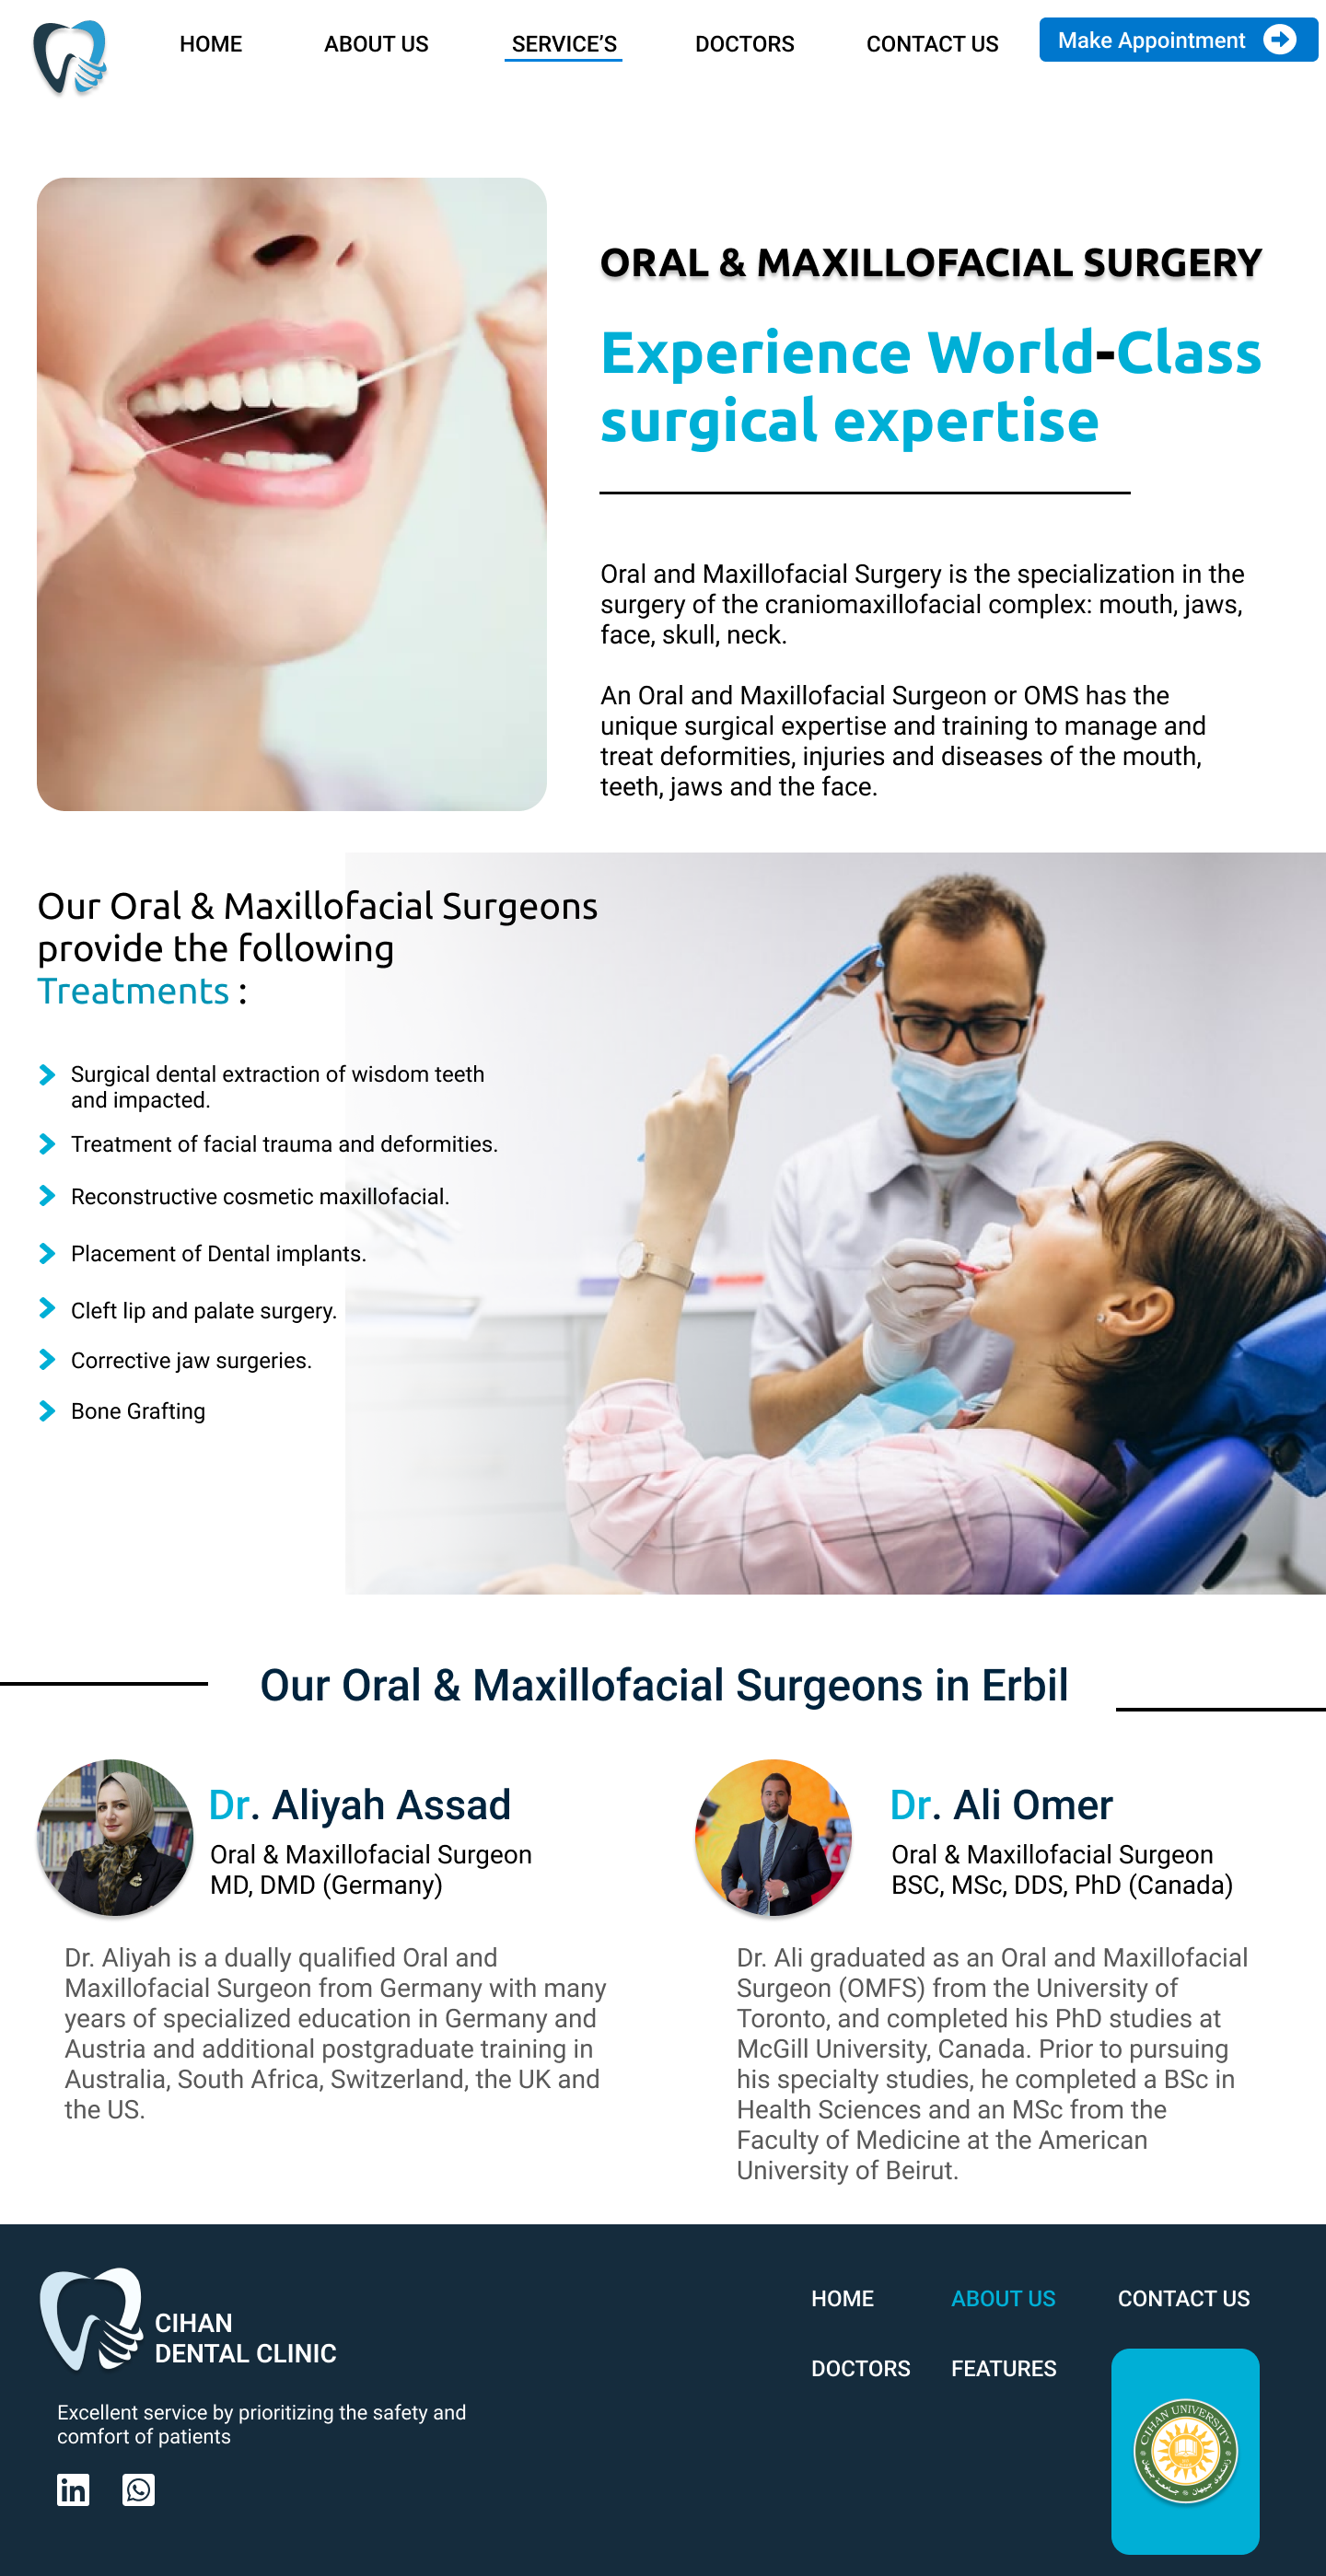 HOME
ABOUT US
SERVICE'S
DOCTORS
CONTACT US
Make Appointment
ORAL & MAXILLOFACIAL SURGERY
Experience World-Class
surgical expertise
Oral and Maxillofacial Surgery is the specialization in the
surgery of the craniomaxillofacial complex: mouth, jaws,
face, skull, neck.
An Oral and Maxillofacial Surgeon or OMS has the
unique surgical expertise and training to manage and
treat deformities, injuries and diseases of the mouth,
teeth, jaws and the face.
Our Oral & Maxillofacial Surgeons
provide the following
Treatments :
Surgical dental extraction of wisdom teeth
and impacted.
Treatment of facial trauma and deformities.
Reconstructive cosmetic maxillofacial.
Placement of Dental implants.
Cleft lip and palate surgery.
Corrective jaw surgeries.
Bone Grafting
Our Oral & Maxillofacial Surgeons in Erbil
Dr. Aliyah Assad
Oral & Maxillofacial Surgeon
MD, DMD (Germany)
Dr. Aliyah is a dually qualified Oral and
Maxillofacial Surgeon from Germany with many
years of specialized education in Germany and
Austria and additional postgraduate training in
Australia, South Africa, Switzerland, the UK and
the US.
Dr. Ali Omer
Oral & Maxillofacial Surgeon
BSC, MSc, DDS, PhD (Canada)
Dr. Ali graduated as an Oral and Maxillofacial
Surgeon (OMFS) from the University of
Toronto, and completed his PhD studies at
McGill University, Canada. Prior to pursuing
his specialty studies, he completed a BSc in
Health Sciences and an MSc from the
Faculty of Medicine at the American
University of Beirut.
CIHAN
DENTAL CLINIC
Excellent service by prioritizing the safety and
comfort of patients
in
HOME
ABOUT US
CONTACT US
DOCTORS
FEATURES
CIHAN UNIVERSITY
زانکۆی جیهان
جامعة جيهان